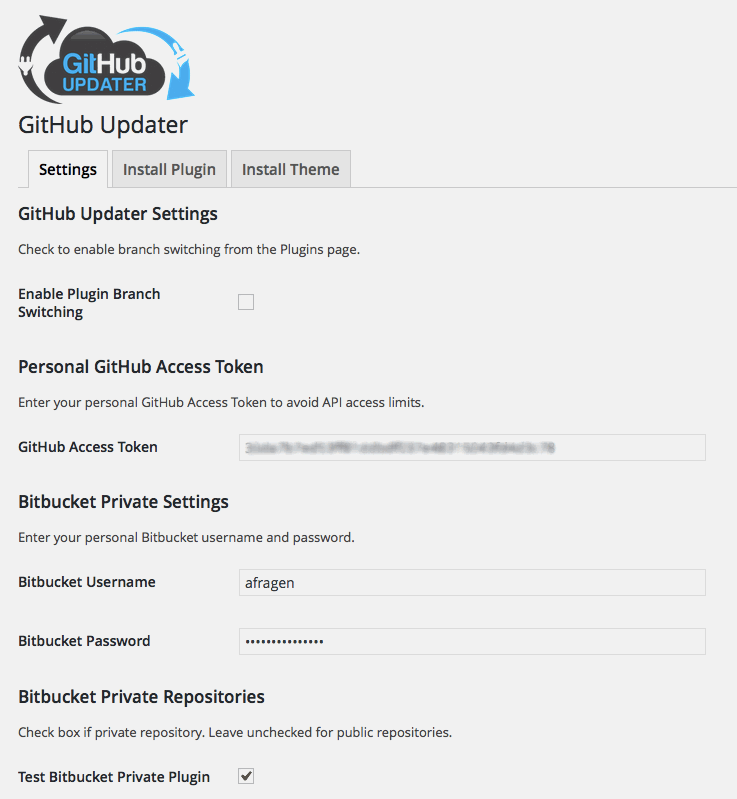 GitHub
UPDATER
GitHub Updater
Settings Install Plugin Install Theme
GitHub Updater Settings
Check to enable branch switching from the Plugins page.
Enable Plugin Branch
Switching
Personal GitHub Access Token
Enter your personal GitHub Access Token to avoid API access limits.
GitHub Access Token
Bitbucket Private Settings
Enter your personal Bitbucket username and password.
Bitbucket Username afragen
Bitbucket Password •••••••••••••••
Bitbucket Private Repositories
Check box if private repository. Leave unchecked for public repositories.
Test Bitbucket Private Plugin